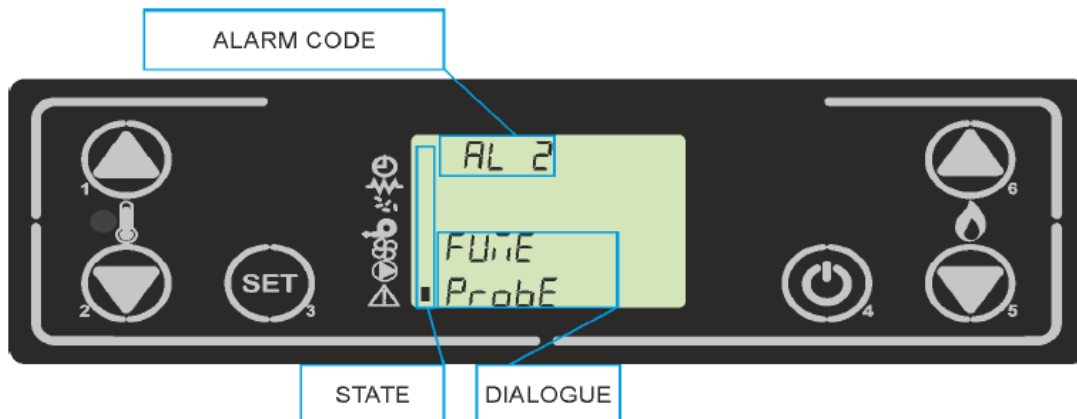 ALARM CODE
AL 2
1
6
FUME
ProbE
2
SET
3
4
5
STATE
DIALOGUE